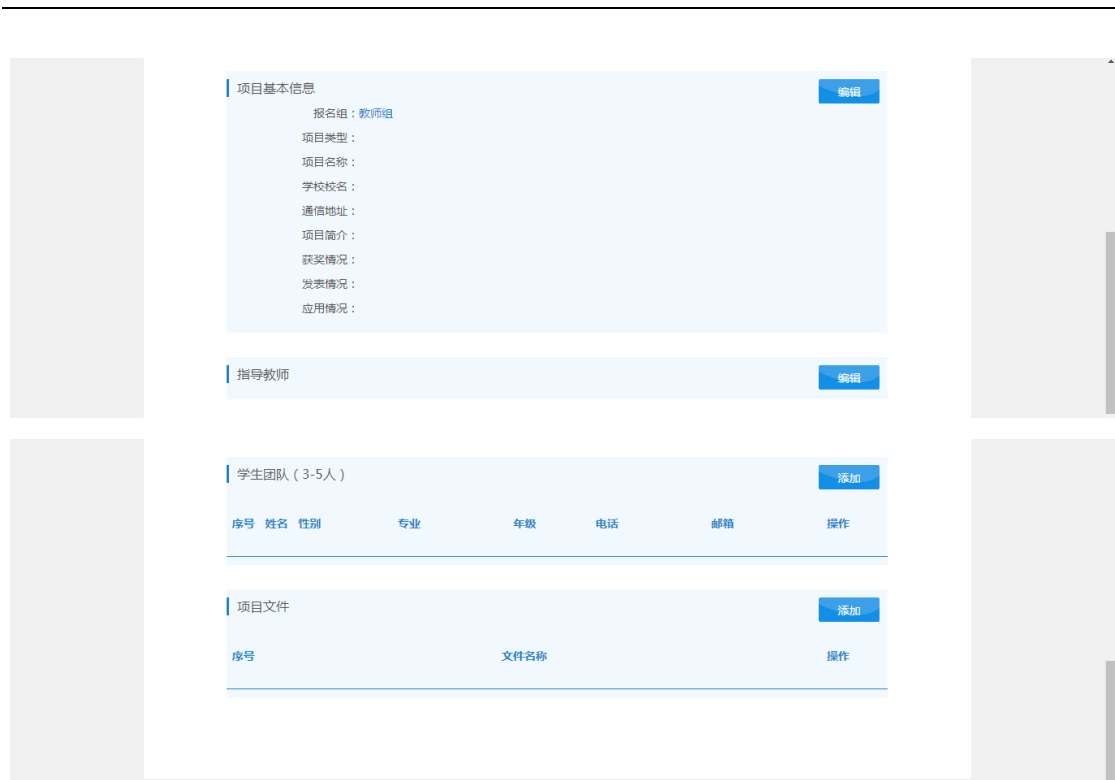 项目基本信息
编辑
报名组：教师组
项目类型：
项目名称：
学校校名：
通信地址：
项目简介：
获奖情况：
发表情况：
应用情况：
指导教师
编辑
学生团队（3-5人）
添加
序号 姓名 性别 专业 年级 电话 邮箱 操作
项目文件
添加
序号 文件名称 操作